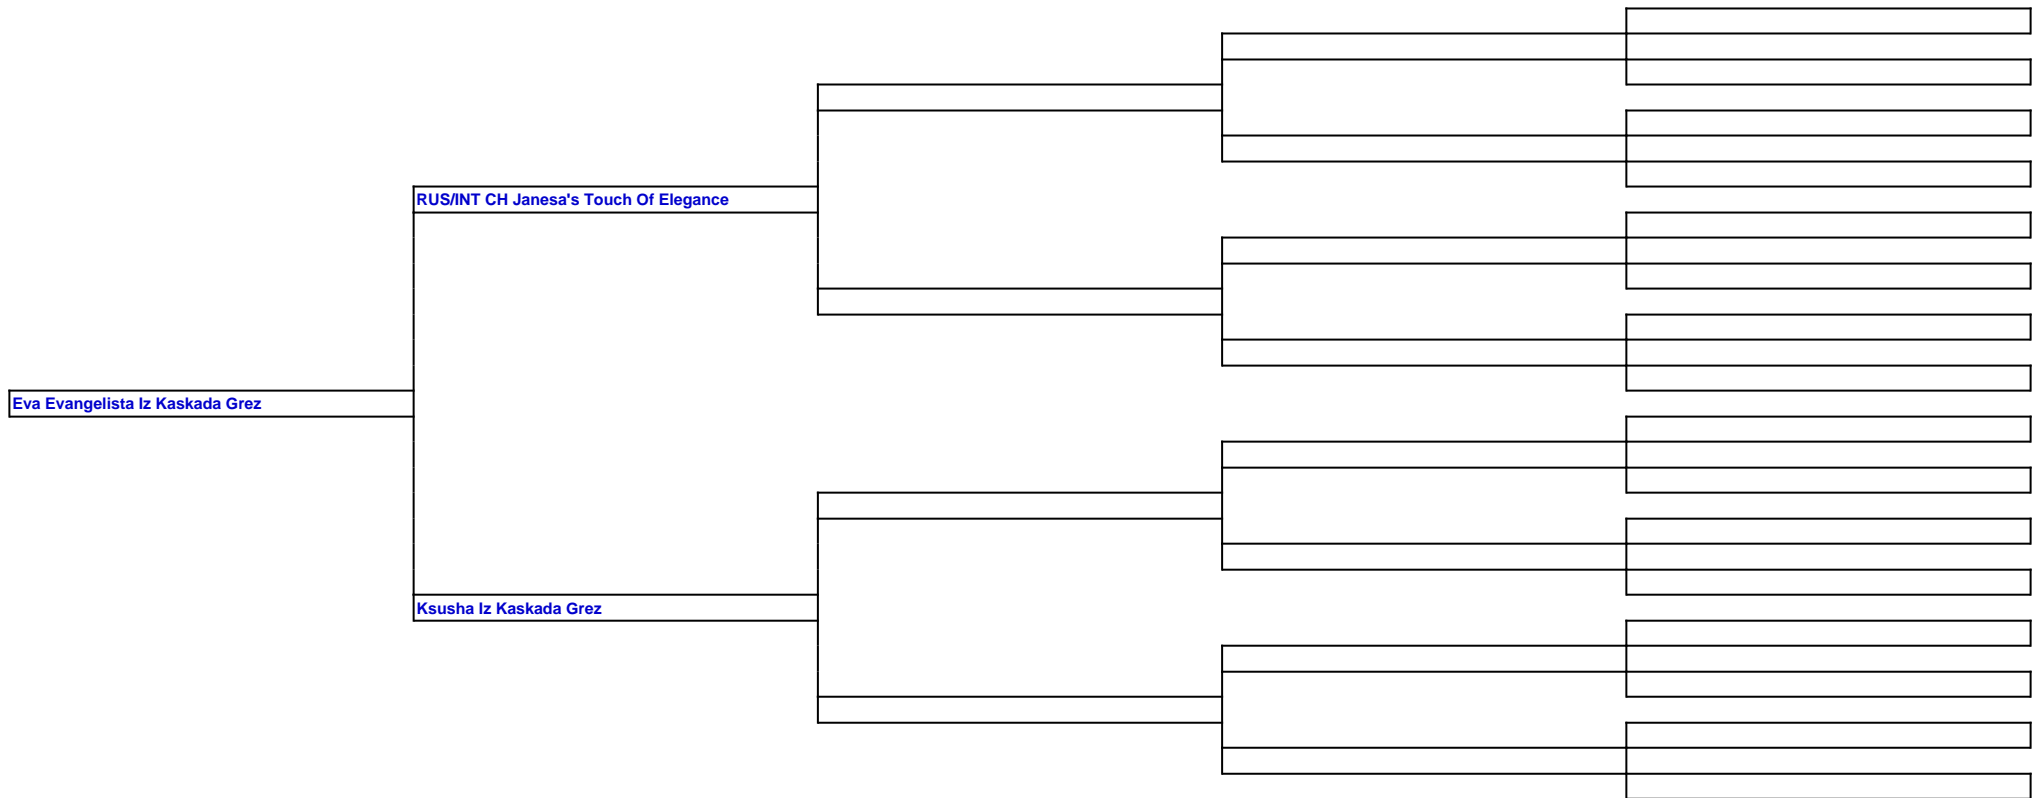 RUS/INT CH Janesa's Touch Of Elegance
Eva Evangelista Iz Kaskada Grez
Ksusha Iz Kaskada Grez